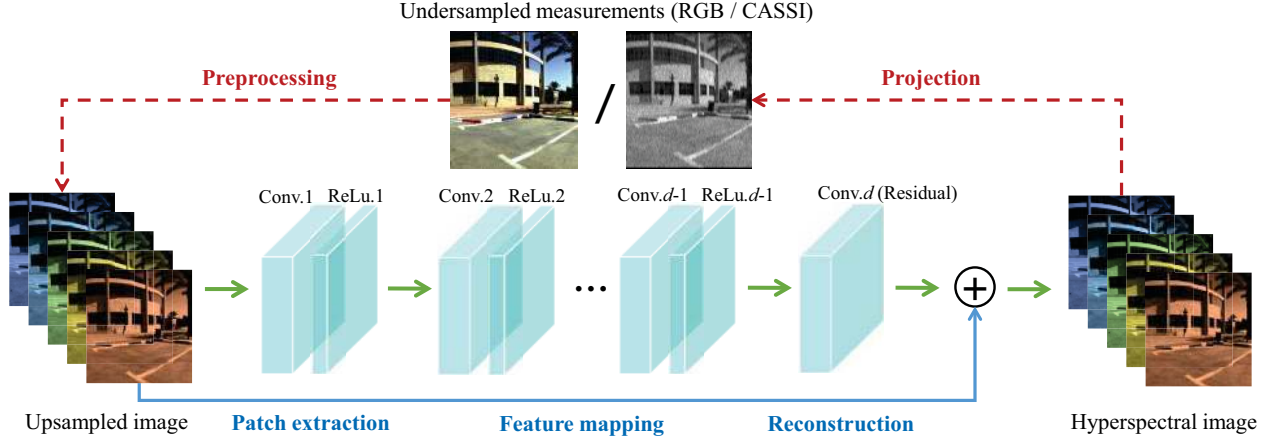 Undersampled measurements (RGB / CASSI)
Preprocessing
Projection
/
Conv.1 ReLu.1 Conv.2 ReLu.2 Conv.d-1 ReLu.d-1 Conv.d (Residual)
...
+
Upsampled image Patch extraction Feature mapping Reconstruction Hyperspectral image